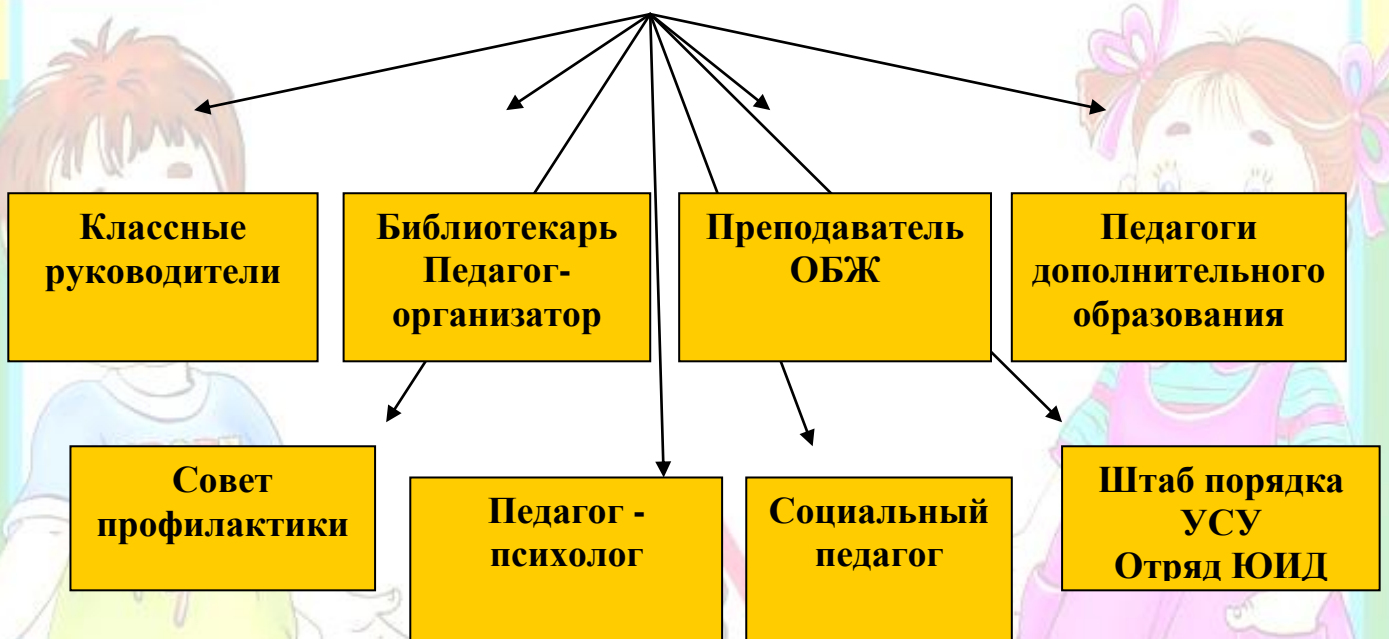 Классные
руководители
Библиотекарь
Педагог-
организатор
Преподаватель
ОБЖ
Педагоги
дополнительного
образования
Совет
профилактики
Педагог -
психолог
Социальный
педагог
Штаб порядка
УСУ
Отряд ЮИД